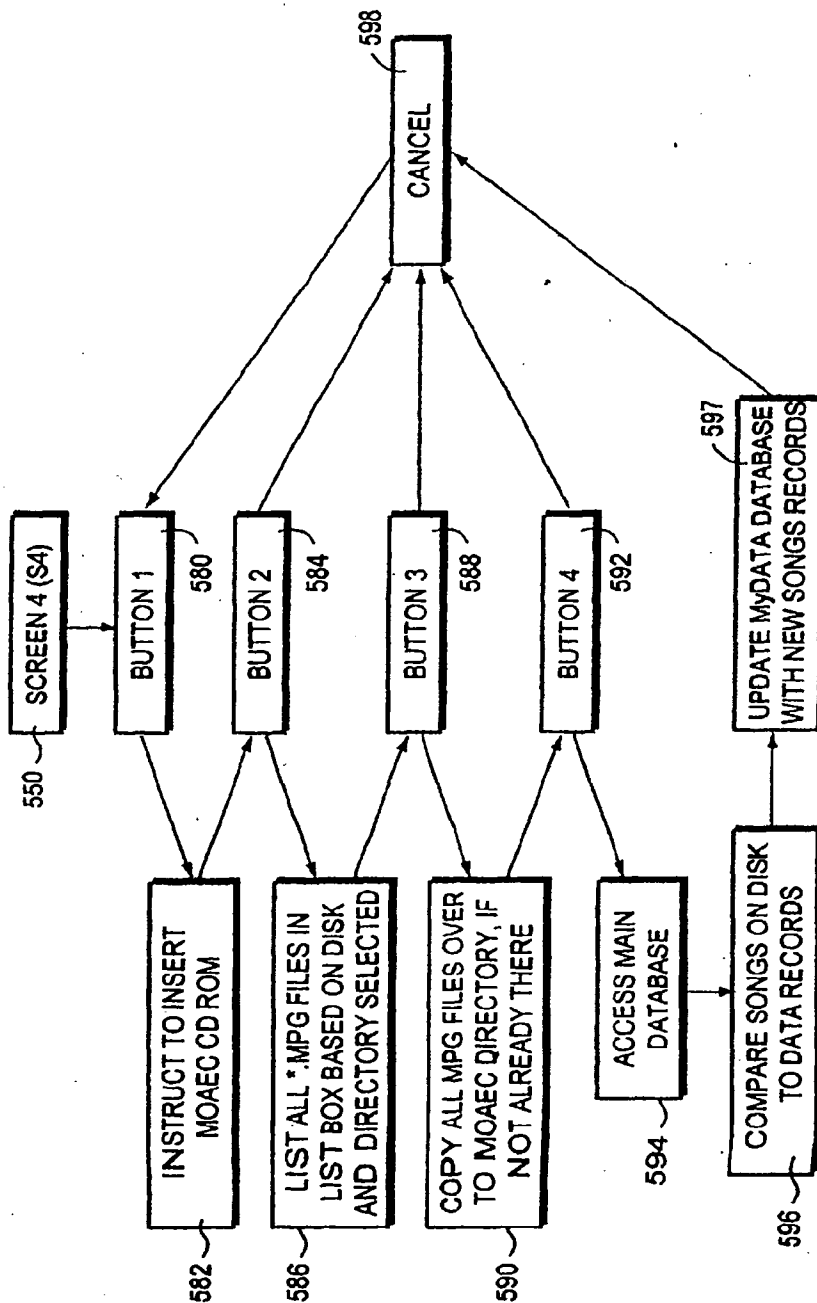 SCREEN 4 (S4)
550
BUTTON 1
580
INSTRUCT TO INSERT
MOAEC CD ROM
582
BUTTON 2
584
LIST ALL *.MPG FILES IN
LIST BOX BASED ON DISK
AND DIRECTORY SELECTED
586
BUTTON 3
588
COPY ALL MPG FILES OVER
TO MOAEC DIRECTORY, IF
NOT ALREADY THERE
590
BUTTON 4
592
ACCESS MAIN
DATABASE
594
COMPARE SONGS ON DISK
TO DATA RECORDS
596
UPDATE MyDATA DATABASE
WITH NEW SONGS RECORDS
597
CANCEL
598